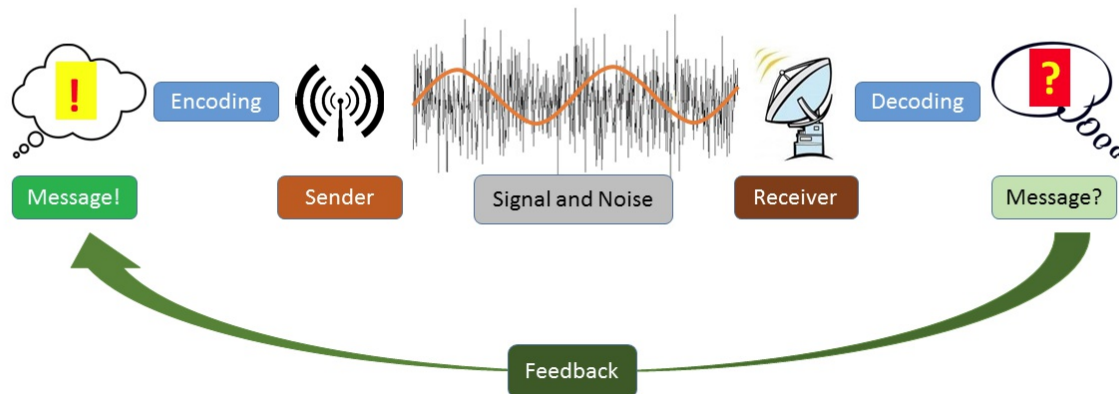 !
Encoding
Decoding
?
Message!
Sender
Signal and Noise
Receiver
Message?
Feedback